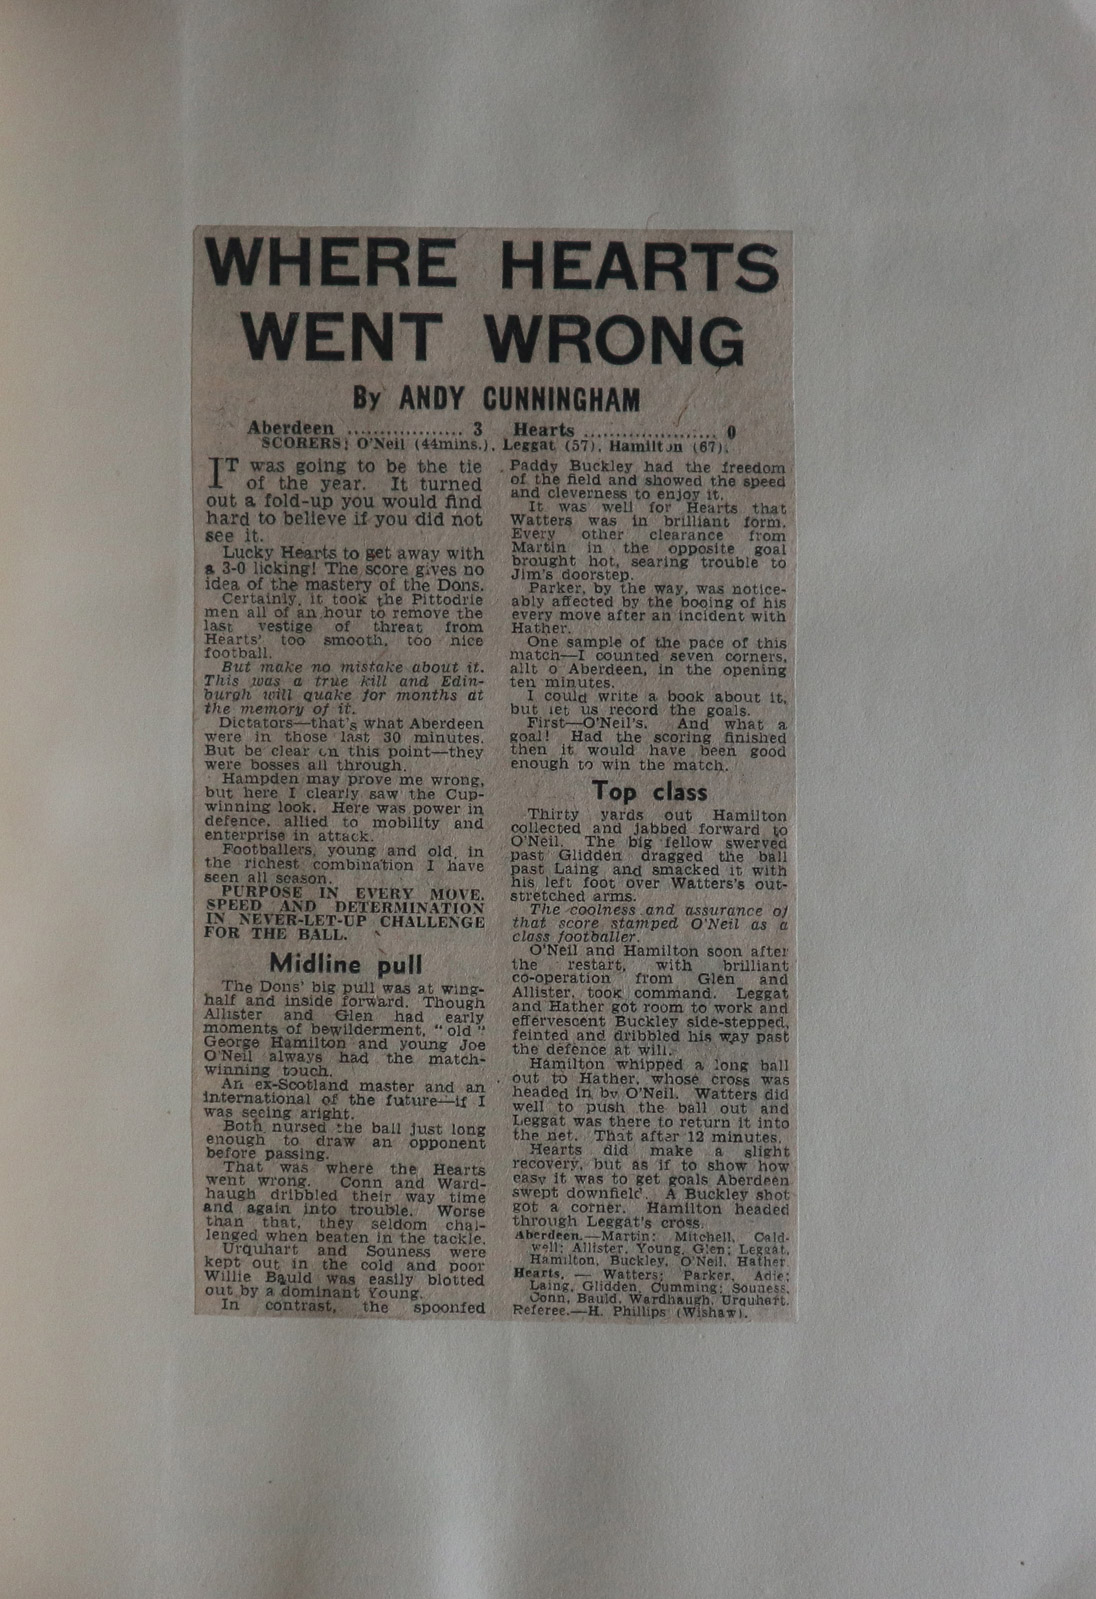 WHERE HEARTS
WENT WRONG
By ANDY CUNNINGHAM
Aberdeen ................. 3 Hearts ..................... 0
SCORERS: O'Neil (44mins.), Leggat (57), Hamilton (67).
IT was going to be the tie
of the year. It turned
out a fold-up you would find
hard to believe if you did not
see it.
Lucky Hearts to get away with
a 3-0 licking! The score gives no
idea of the mastery of the Dons.
Certainly, it took the Pittodrie
men all of an hour to remove the
last vestige of threat from
Hearts' too smooth, too nice
football.
But make no mistake about it.
This was a true kill and Edin-
burgh will quake for months at
the memory of it.
Dictators—that's what Aberdeen
were in those last 30 minutes.
But be clear on this point—they
were bosses all through.
Hampden may prove me wrong,
but here I clearly saw the Cup-
winning look. Here was power in
defence, allied to mobility and
enterprise in attack.
Footballers, young and old, in
the richest combination I have
seen all season.
PURPOSE IN EVERY MOVE.
SPEED AND DETERMINATION
IN NEVER-LET-UP CHALLENGE
FOR THE BALL.
Midline pull
The Dons' big pull was at wing-
half and inside forward. Though
Allister and Glen had early
moments of bewilderment, "old"
George Hamilton and young Joe
O'Neil always had the match-
winning touch.
An ex-Scotland master and an
international of the future—if I
was seeing aright.
Both nursed the ball just long
enough to draw an opponent
before passing.
That was where the Hearts
went wrong. Conn and Ward-
haugh dribbled their way time
and again into trouble. Worse
than that, they seldom chal-
lenged when beaten in the tackle.
Urquhart and Souness were
kept out in the cold and poor
Willie Bauld was easily blotted
out by a dominant Young.
In contrast, the spoonfed
Paddy Buckley had the freedom
of the field and showed the speed
and cleverness to enjoy it.
It was well for Hearts that
Watters was in brilliant form.
Every other clearance from
Martin in the opposite goal
brought hot, searing trouble to
Jim's doorstep.
Parker, by the way, was notice-
ably affected by the booing of his
every move after an incident with
Hather.
One sample of the pace of this
match—I counted seven corners,
allt o Aberdeen, in the opening
ten minutes.
I could write a book about it,
but let us record the goals.
First—O'Neil's. And what a
goal! Had the scoring finished
then it would have been good
enough to win the match.
Top class
Thirty yards out Hamilton
collected and jabbed forward to
O'Neil. The big fellow swerved
past Glidden dragged the ball
past Laing and smacked it with
his left foot over Watters's out-
stretched arms.
The coolness and assurance of
that score stamped O'Neil as a
class footballer.
O'Neil and Hamilton soon after
the restart, with brilliant
co-operation from Glen and
Allister, took command. Leggat
and Hather got room to work and
effervescent Buckley side-stepped,
feinted and dribbled his way past
the defence at will.
Hamilton whipped a long ball
out to Hather, whose cross was
headed in by O'Neil. Watters did
well to push the ball out and
Leggat was there to return it into
the net. That after 12 minutes.
Hearts did make a slight
recovery, but as if to show how
easy it was to get goals Aberdeen
swept downfield. A Buckley shot
got a corner. Hamilton headed
through Leggat's cross.
Aberdeen.—Martin; Mitchell, Cald-
well; Allister, Young, Glen; Leggat,
Hamilton, Buckley, O'Neil, Hather.
Hearts. — Watters; Parker, Adie;
Laing, Glidden, Cumming; Souness,
Conn, Bauld, Wardhaugh, Urquhart.
Referee.—H. Phillips (Wishaw).